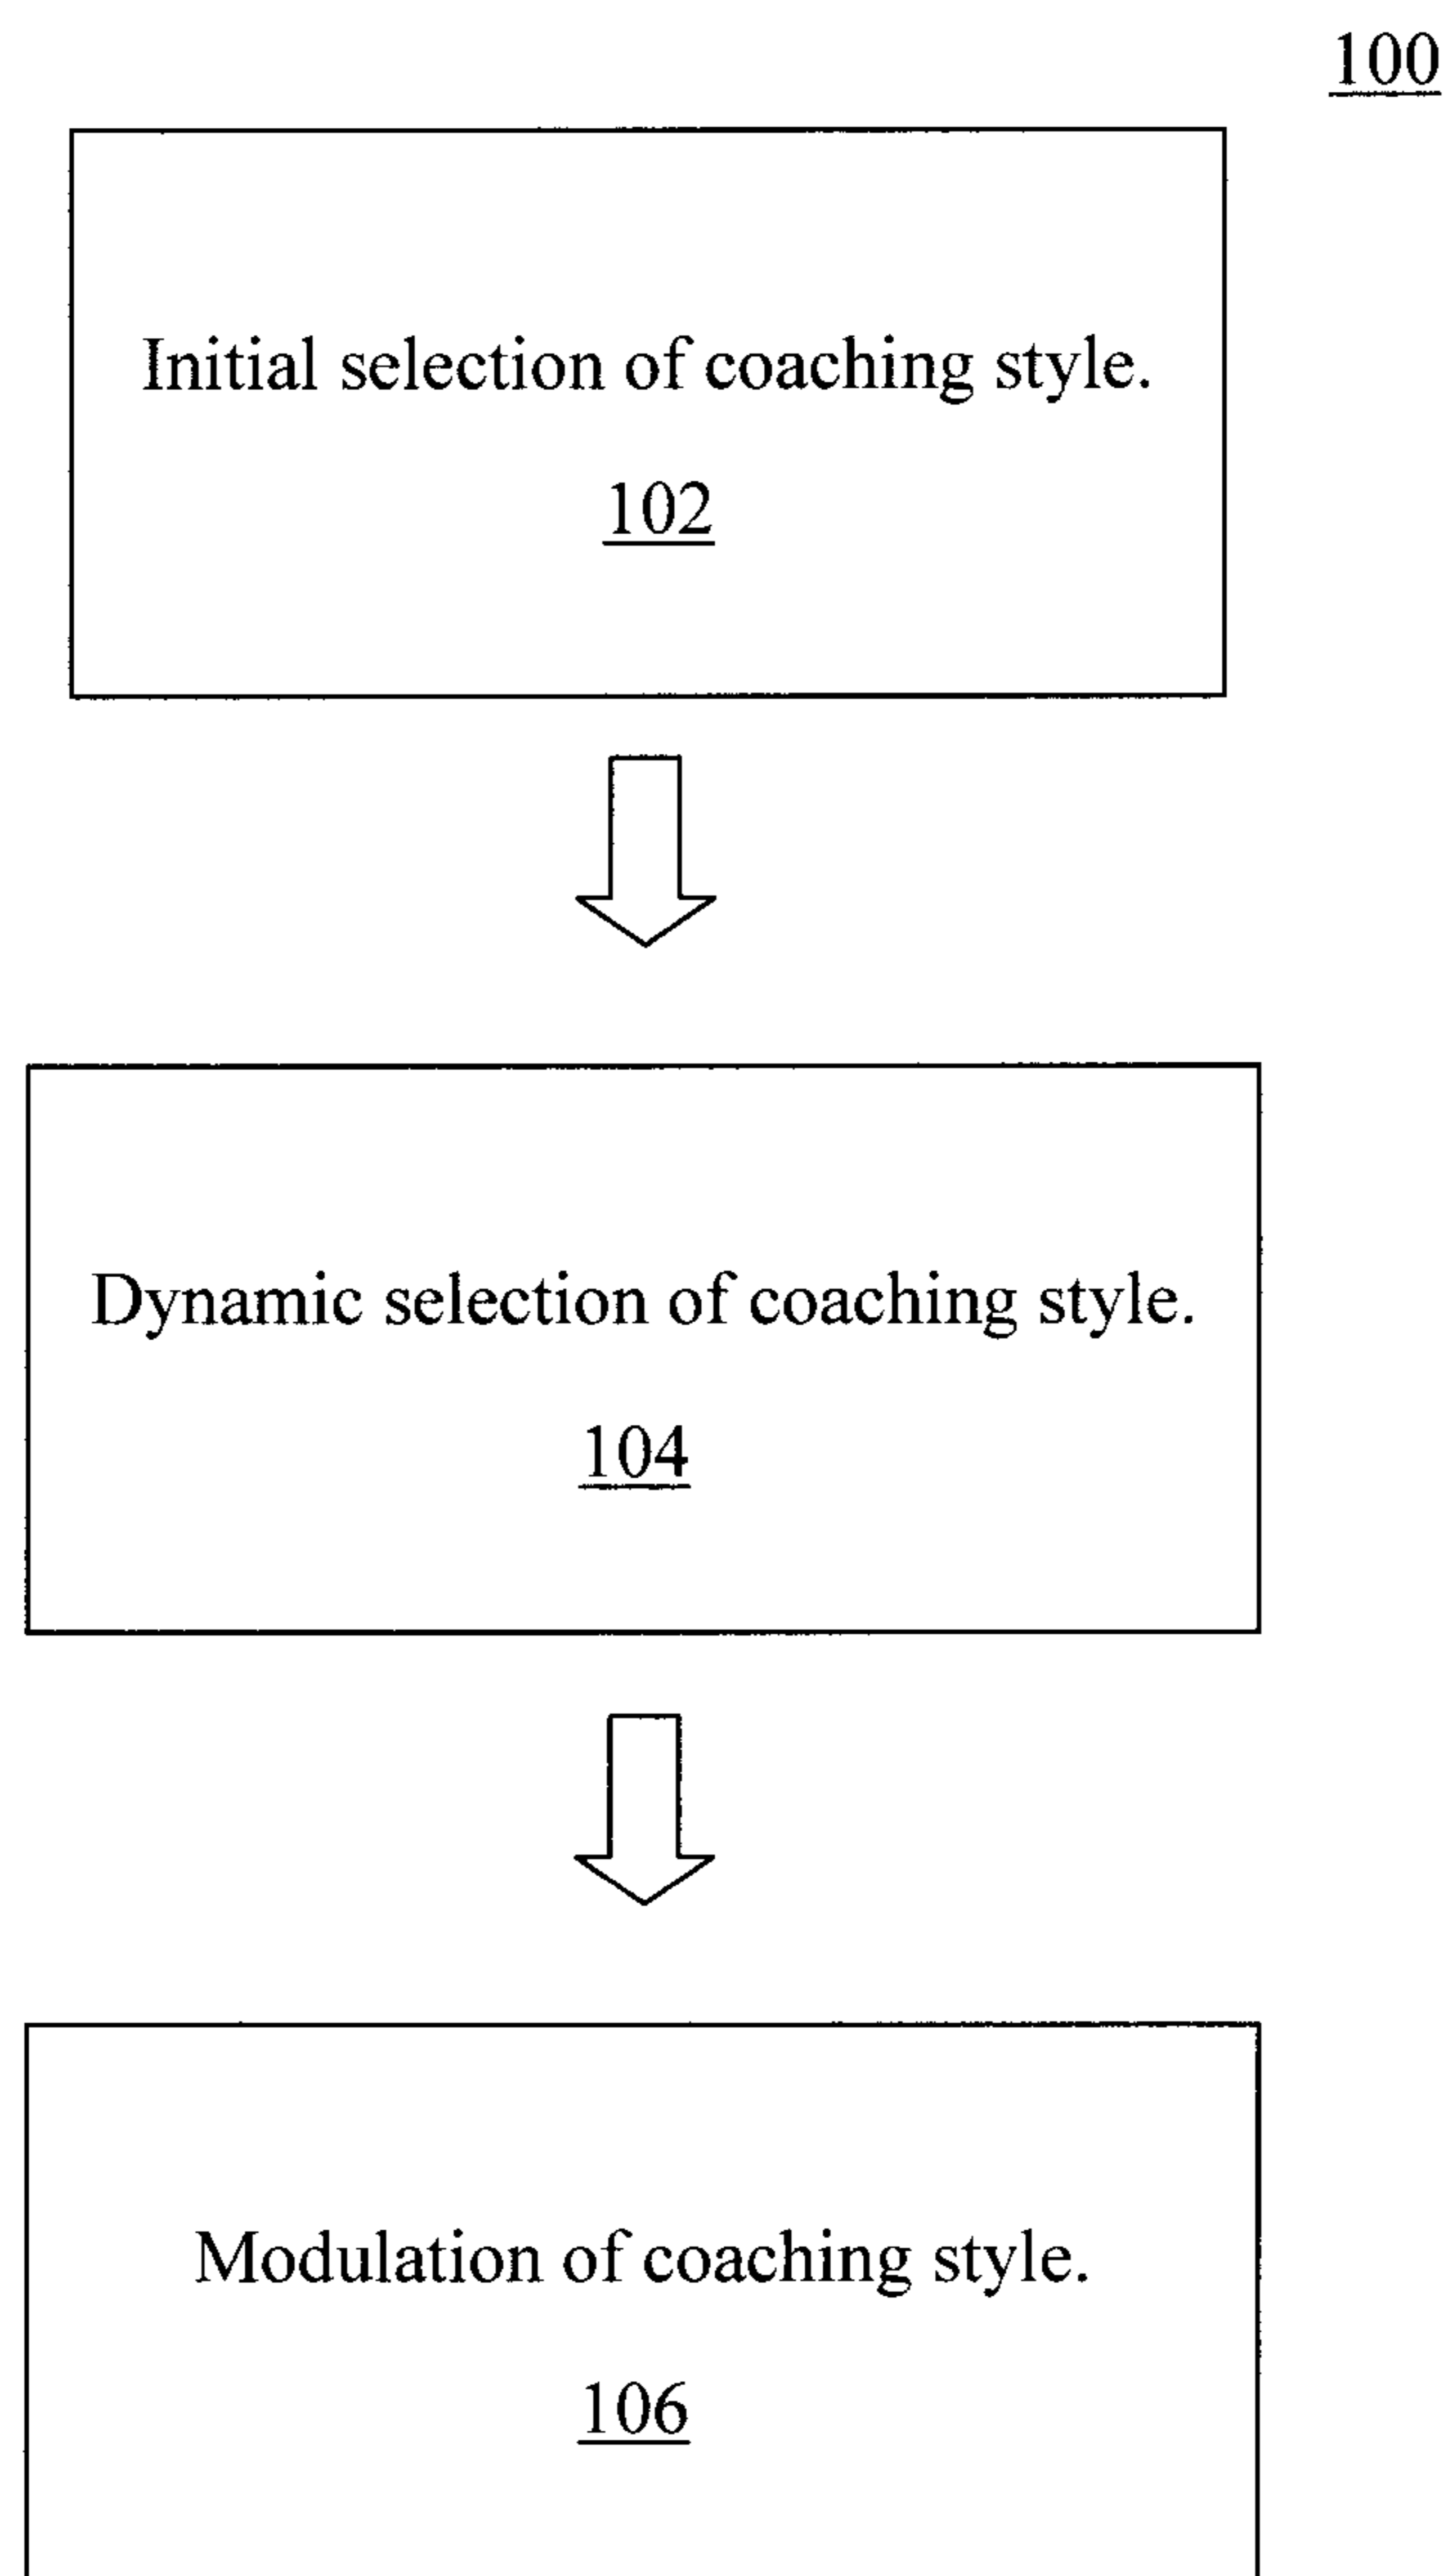 100
Initial selection of coaching style.
102
Dynamic selection of coaching style.
104
Modulation of coaching style.
106